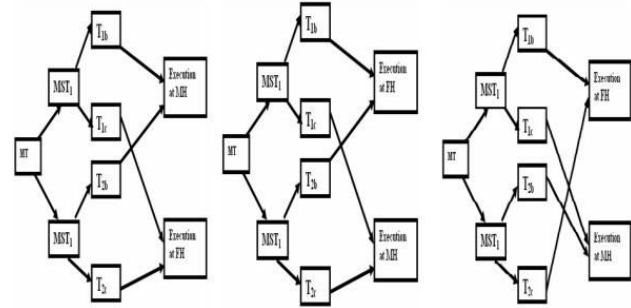 T1b
MST1
Execution
at MH
T1c
MT
T2b
MST1
Execution
at FH
T2c
T1b
MST1
Execution
at FH
T1c
MT
T2b
MST1
Execution
at MH
T2c
T1b
MST1
Execution
at FH
T1c
MT
T2b
MST1
Execution
at MH
T2c